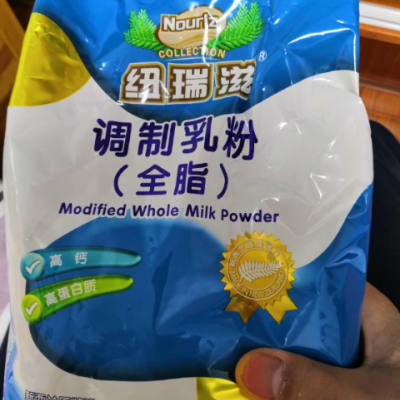 Nouriz
COLLECTION
纽瑞滋®
调制乳粉
（全脂）
Modified Whole Milk Powder
高 钙
高蛋白质